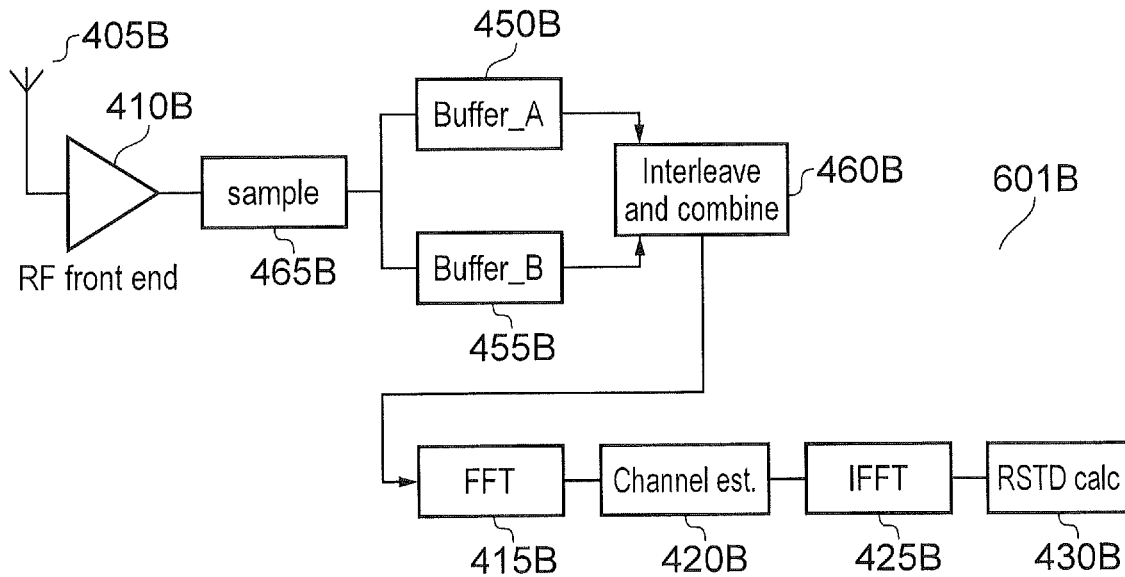 405B
410B
RF front end
sample
465B
450B
Buffer_A
Buffer_B
455B
Interleave
and combine
460B
601B
FFT
415B
Channel est.
420B
IFFT
425B
RSTD calc
430B